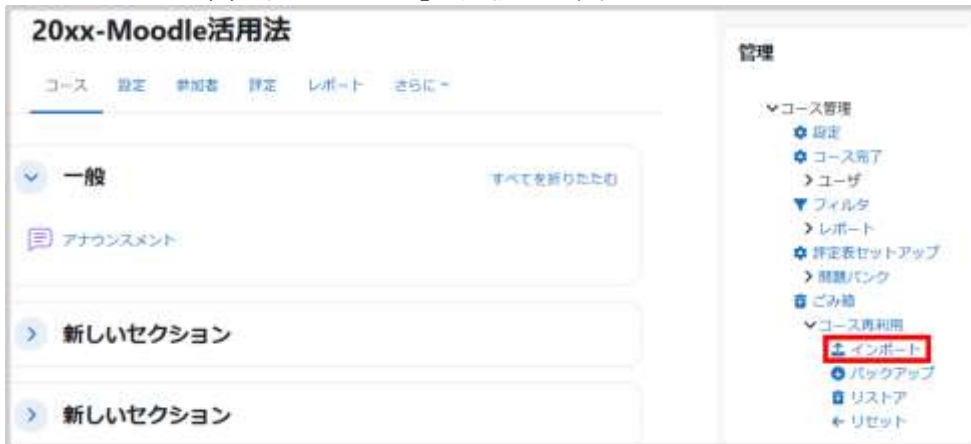 20xx-Moodle活用法
コース 設定 参加者 評定 レポート さらに
一般 すべてを折りたたむ
アナウンスメント
新しいセクション
新しいセクション
管理
コース管理
設定
コース完了
ユーザ
フィルタ
レポート
評定表セットアップ
問題バンク
ごみ箱
コース再利用
インポート
バックアップ
リストア
リセット